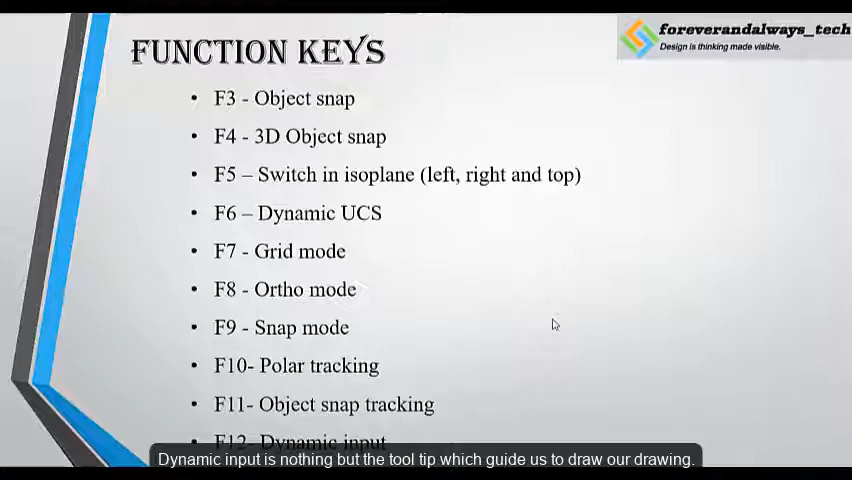 FUNCTION KEYS
foreverandalways_tech
Design is thinking made visible.
• F3 - Object snap
• F4 - 3D Object snap
• F5 – Switch in isoplane (left, right and top)
• F6 – Dynamic UCS
• F7 - Grid mode
• F8 - Ortho mode
• F9 - Snap mode
• F10- Polar tracking
• F11- Object snap tracking
• F12- Dynamic input
Dynamic input is nothing but the tool tip which guide us to draw our drawing.